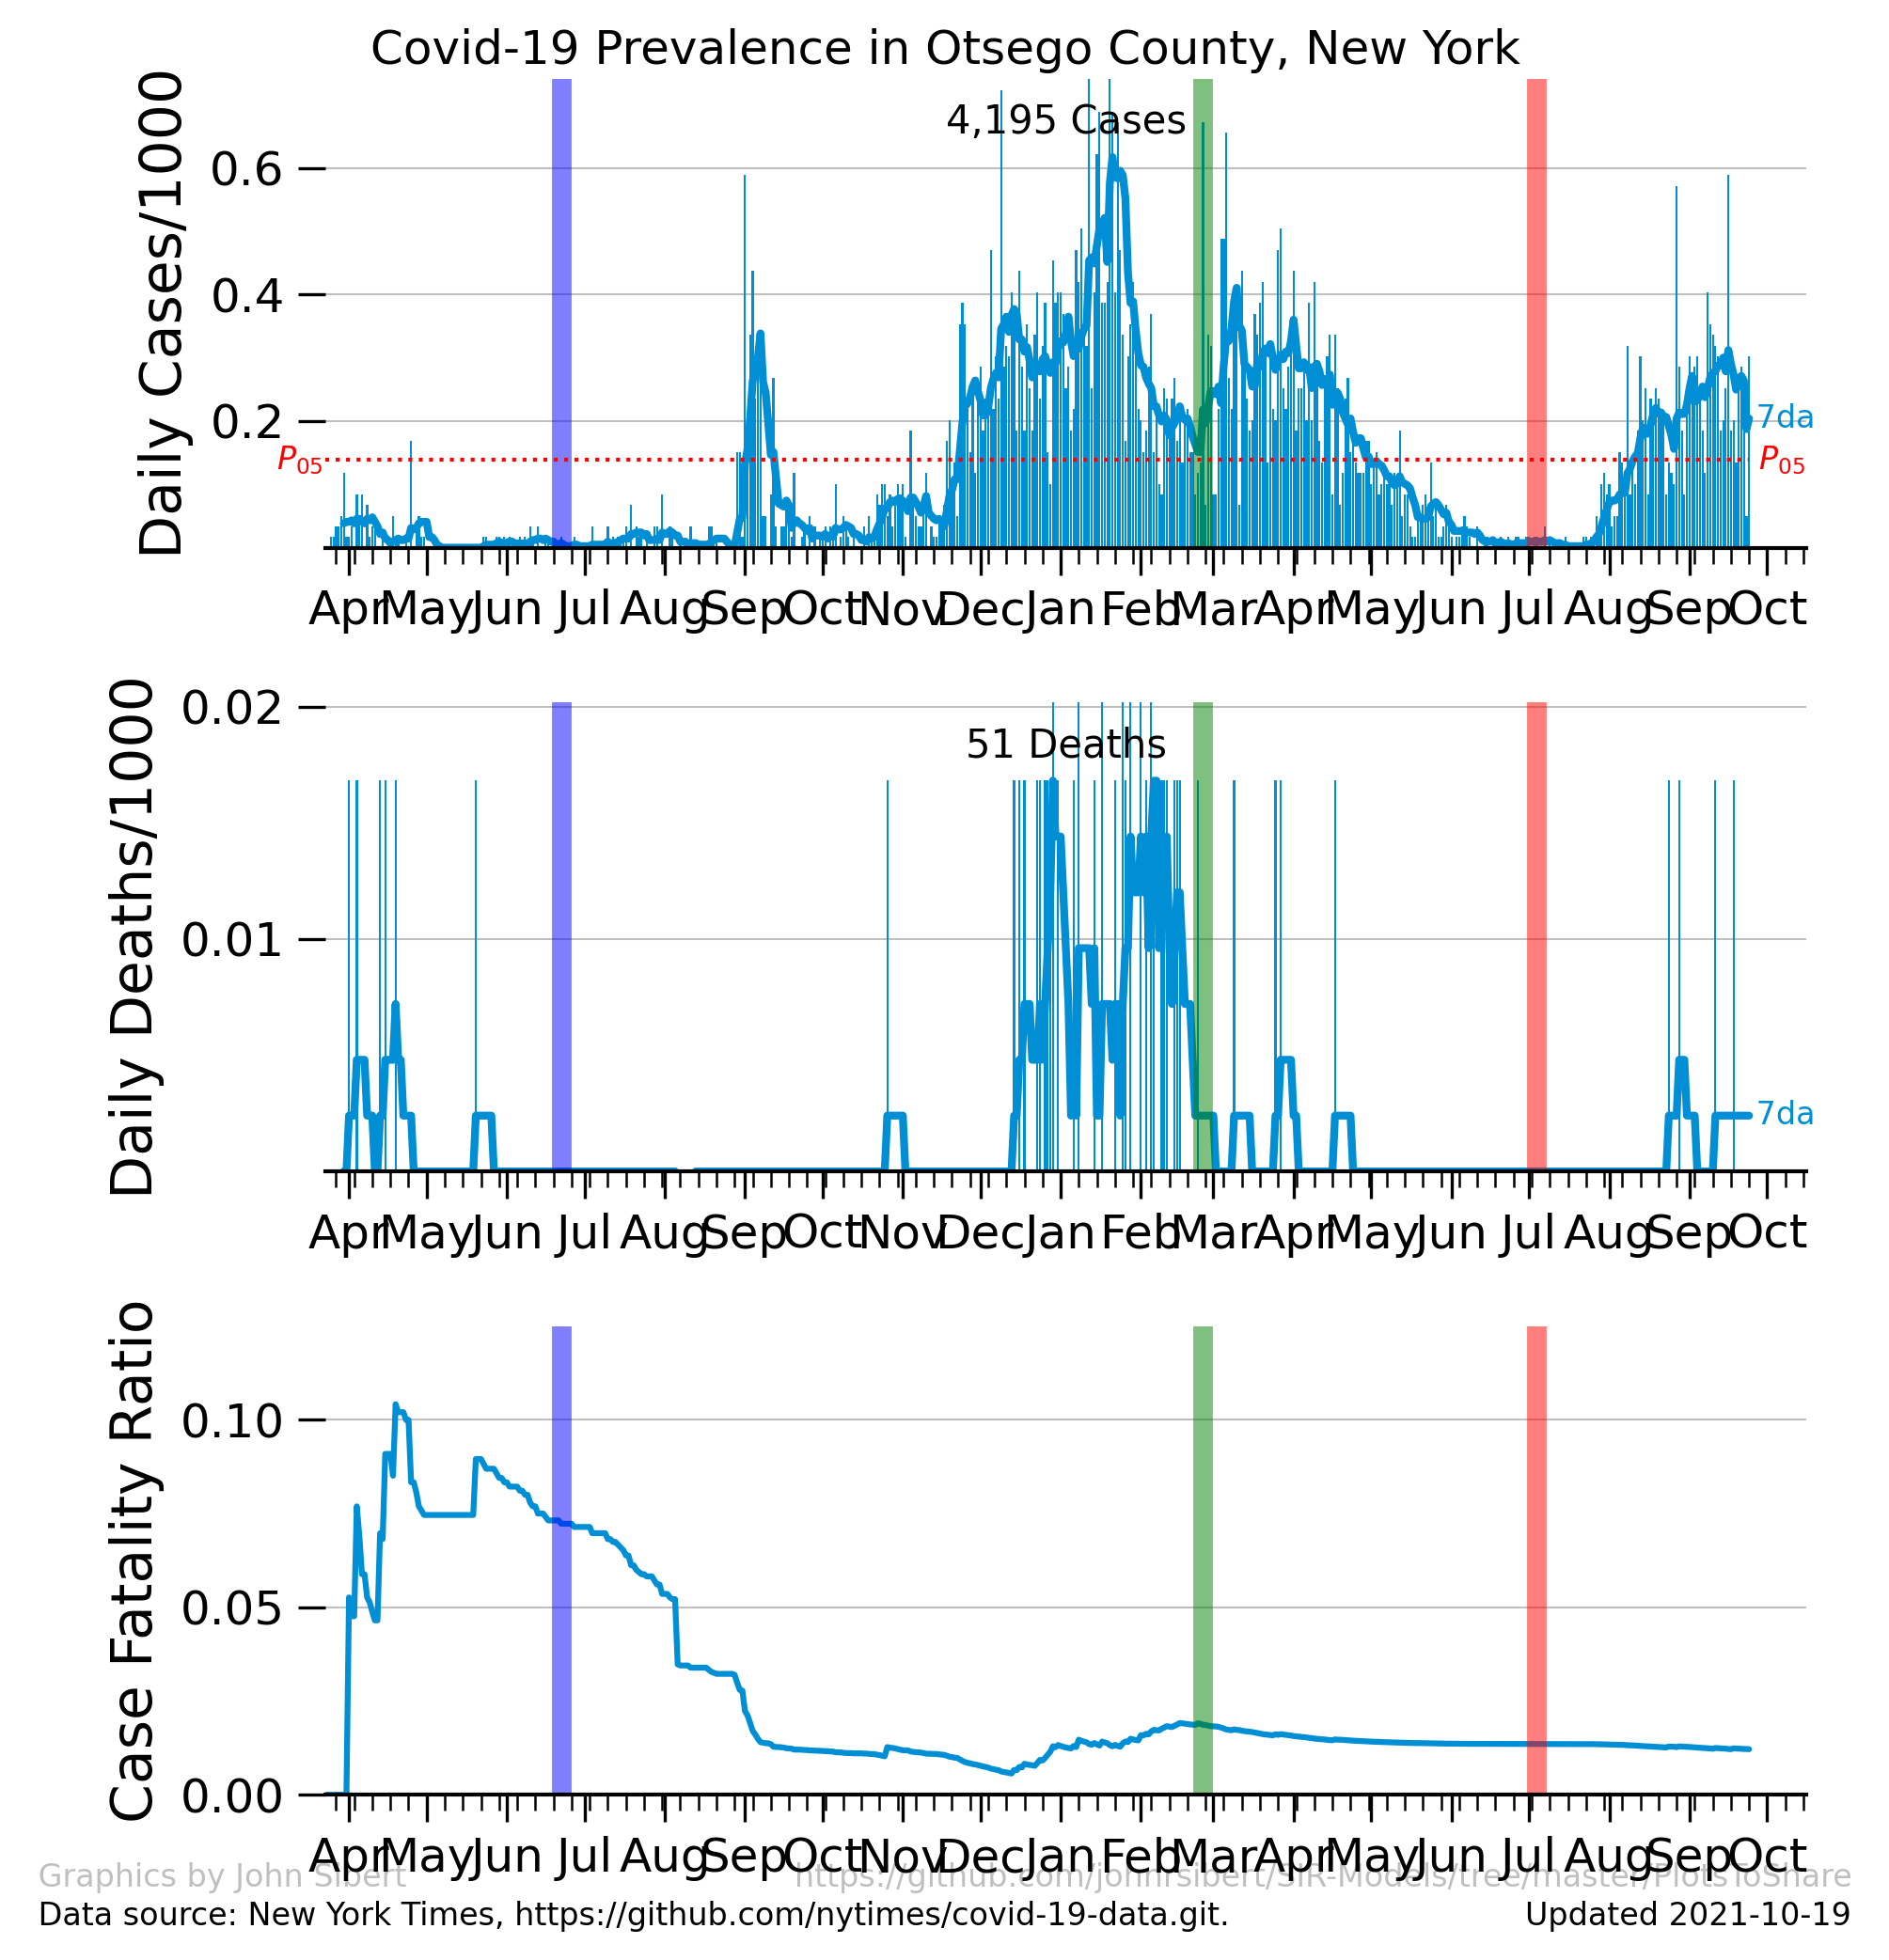 Covid-19 Prevalence in Otsego County, New York
Daily Cases/1000
4,195 Cases
0.6
0.4
0.2
7da
P05
P05
Apr May Jun Jul Aug Sep Oct Nov Dec Jan Feb Mar Apr May Jun Jul Aug Sep Oct
Daily Deaths/1000
0.02
51 Deaths
0.01
7da
Apr May Jun Jul Aug Sep Oct Nov Dec Jan Feb Mar Apr May Jun Jul Aug Sep Oct
Case Fatality Ratio
0.10
0.05
0.00
Apr May Jun Jul Aug Sep Oct Nov Dec Jan Feb Mar Apr May Jun Jul Aug Sep Oct
Graphics by John Sibert https://github.com/johnrsibert/SIR-Models/tree/master/PlotsToShare
Data source: New York Times, https://github.com/nytimes/covid-19-data.git. Updated 2021-10-19